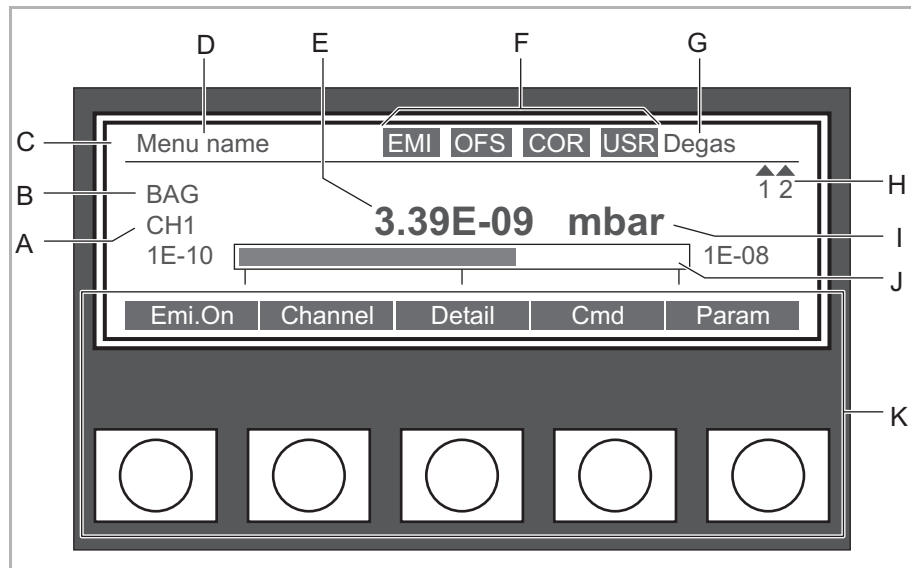 D E F G
C Menu name EMI OFS COR USR Degas
B BAG 1 2 H
A CH1 3.39E-09 mbar I
1E-10 1E-08 J
Emi.On Channel Detail Cmd Param
K